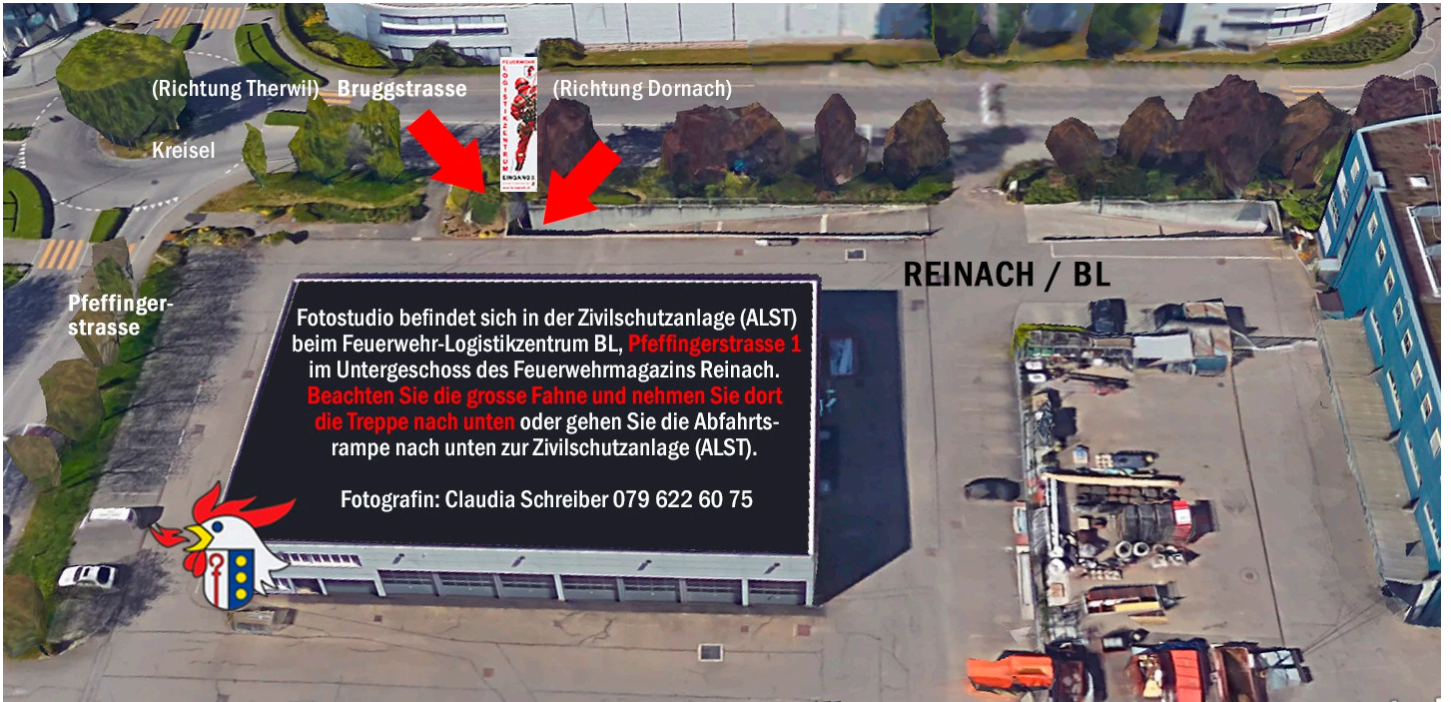 (Richtung Therwil) Bruggstrasse
(Richtung Dornach)
Kreisel
FEUERWEHR
LOGISTIKZENTRUM
EINGANG
Pfeffinger-
strasse
REINACH / BL
Fotostudio befindet sich in der Zivilschutzanlage (ALST)
beim Feuerwehr-Logistikzentrum BL, Pfeffingerstrasse 1
im Untergeschoss des Feuerwehrmagazins Reinach.
Beachten Sie die grosse Fahne und nehmen Sie dort
die Treppe nach unten oder gehen Sie die Abfahrts-
rampe nach unten zur Zivilschutzanlage (ALST).
Fotografin: Claudia Schreiber 079 622 60 75